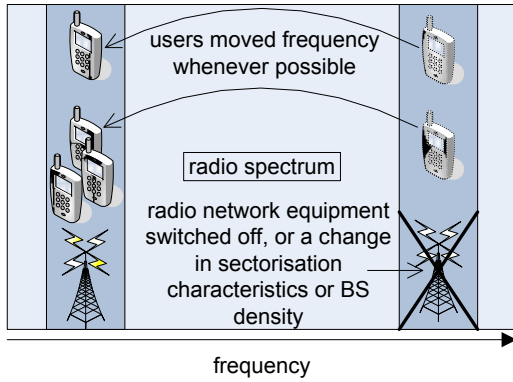 users moved frequency
whenever possible
radio spectrum
radio network equipment
switched off, or a change
in sectorisation
characteristics or BS
density
frequency